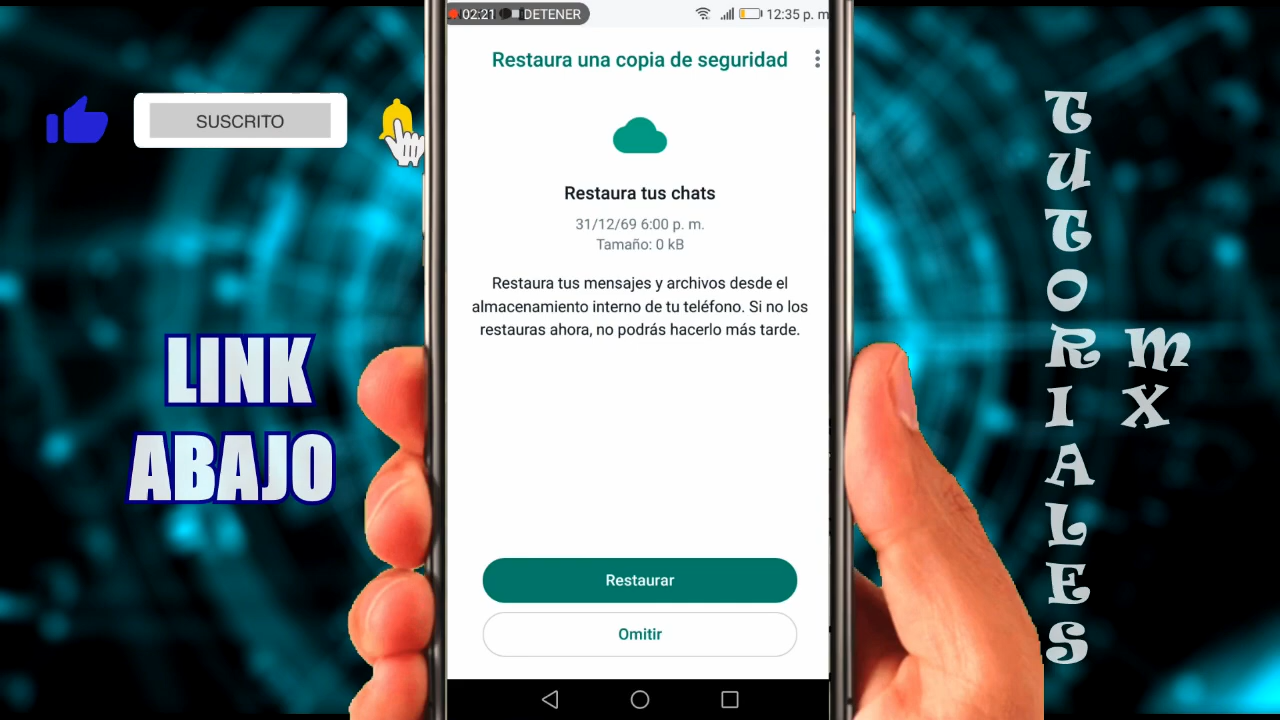 02:21 DETENER
12:35 p. m
Restaura una copia de seguridad
SUSCRITO
Restaura tus chats
31/12/69 6:00 p. m.
Tamaño: 0 kB
Restaura tus mensajes y archivos desde el
almacenamiento interno de tu teléfono. Si no los
restauras ahora, no podrás hacerlo más tarde.
LINK
ABAJO
Restaurar
Omitir
TUTORIALES
MX